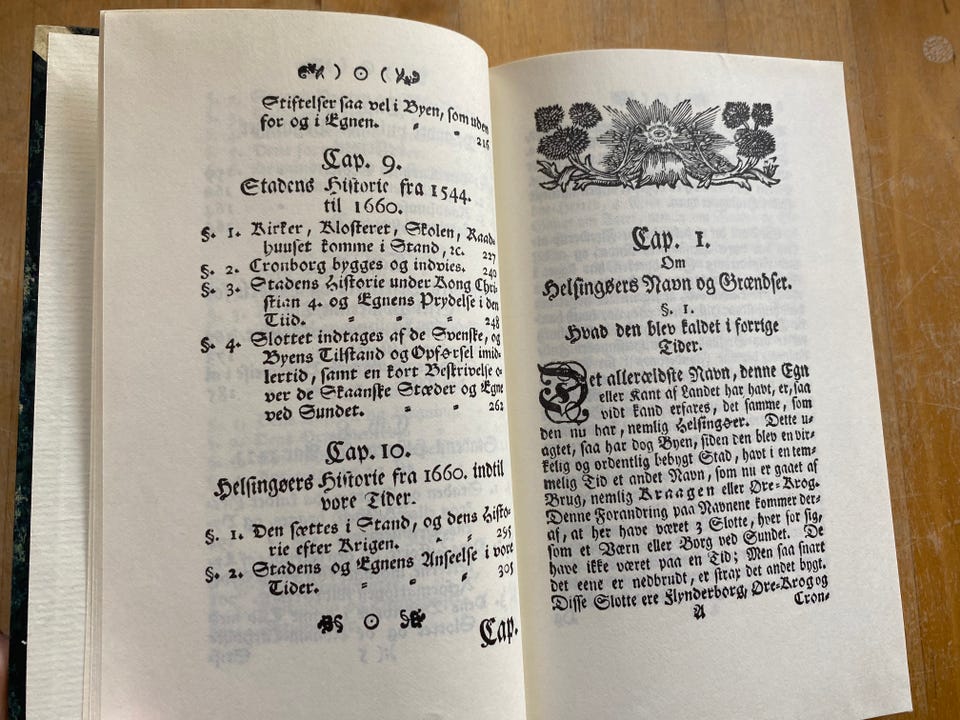 Stiftelser saa vel i Byen, som uden
for og i Egnen. 216
Cap. 9.
Stadens Historie fra 1544.
til 1660.
§. 1. Kirker, Klosteret, Skolen, Raad-
huuset komme i Stand, ꝛc. 227
§. 2. Cronborg bygges og indvies. 240
§. 3. Stadens Historie under Kong Chri-
stian 4. og Egnens Prydelse i den
Tiid. 248
§. 4. Slottet indtages af de Svenske, og
Byens Tilstand og Opførsel imid-
lertid, samt en kort Beskrivelse o-
ver de Skaanske Stæder og Egne
ved Sundet. 262
Cap. 10.
Helsingøers Historie fra 1660. indtil
vore Tider.
§. 1. Den sættes i Stand, og dens Histo-
rie efter Krigen. 295
§. 2. Stadens og Egnens Anseelse i vore
Tider. 305
Cap.
Cap. 1.
Om
Helsingøers Navn og Grændser.
§. 1.
Hvad den blev kaldet i forrige
Tider.
Det allerældste Navn, denne Egn
eller Kant af Landet har havt, er, saa
vidt kand erfares, det samme, som
den nu har, nemlig Helsingøer. Dette u-
agtet, saa har dog Byen, siden den blev en vir-
kelig og ordentlig bebygt Stad, havt i en tem-
melig Tid et andet Navn, som nu er gaaet af
Brug, nemlig Kraagen eller Øre-Krog.
Denne Forandring paa Navnene kommer der-
af, at her have været 3 Slotte, hver for sig,
som et Værn eller Borg ved Sundet. De
have ikke været paa en Tid; Men saa snart
det eene er nedbrudt, er strax det andet bygt.
Disse Slotte ere Flynderborg, Øre-Krog og
A Cron-